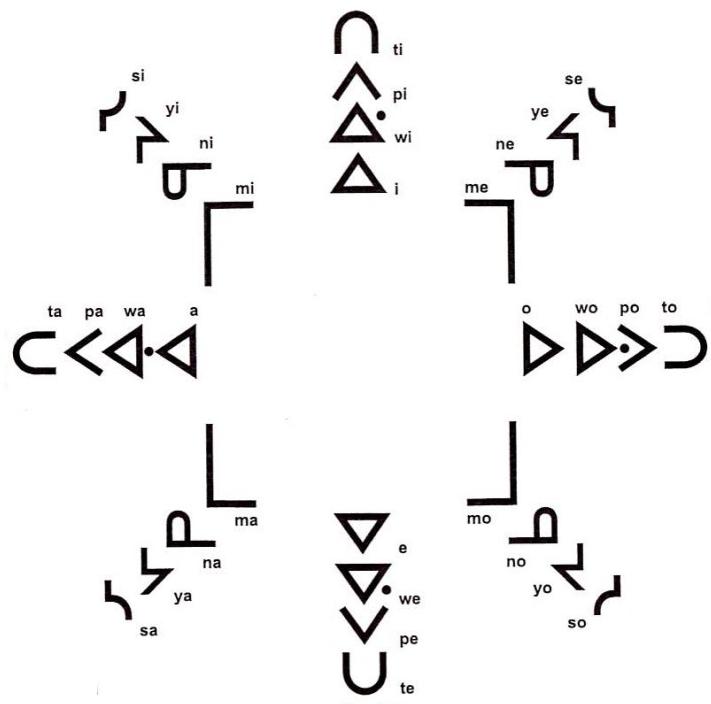 ᑎ ti
ᐱ pi
ᐏ wi
ᐃ i
ᓯ si
ᔨ yi
ᓂ ni
ᒥ mi
ᓭ se
ᔦ ye
ᓀ ne
ᒣ me
ta pa wa a
ᑕ ᐸ ᐘ ᐊ
o wo po to
ᐅ ᐓ ᐳ ᑐ
ᒪ ma
ᓇ na
ᔭ ya
ᓴ sa
ᐁ e
ᐍ we
ᐯ pe
ᑌ te
ᒧ mo
ᓄ no
ᔪ yo
ᓱ so